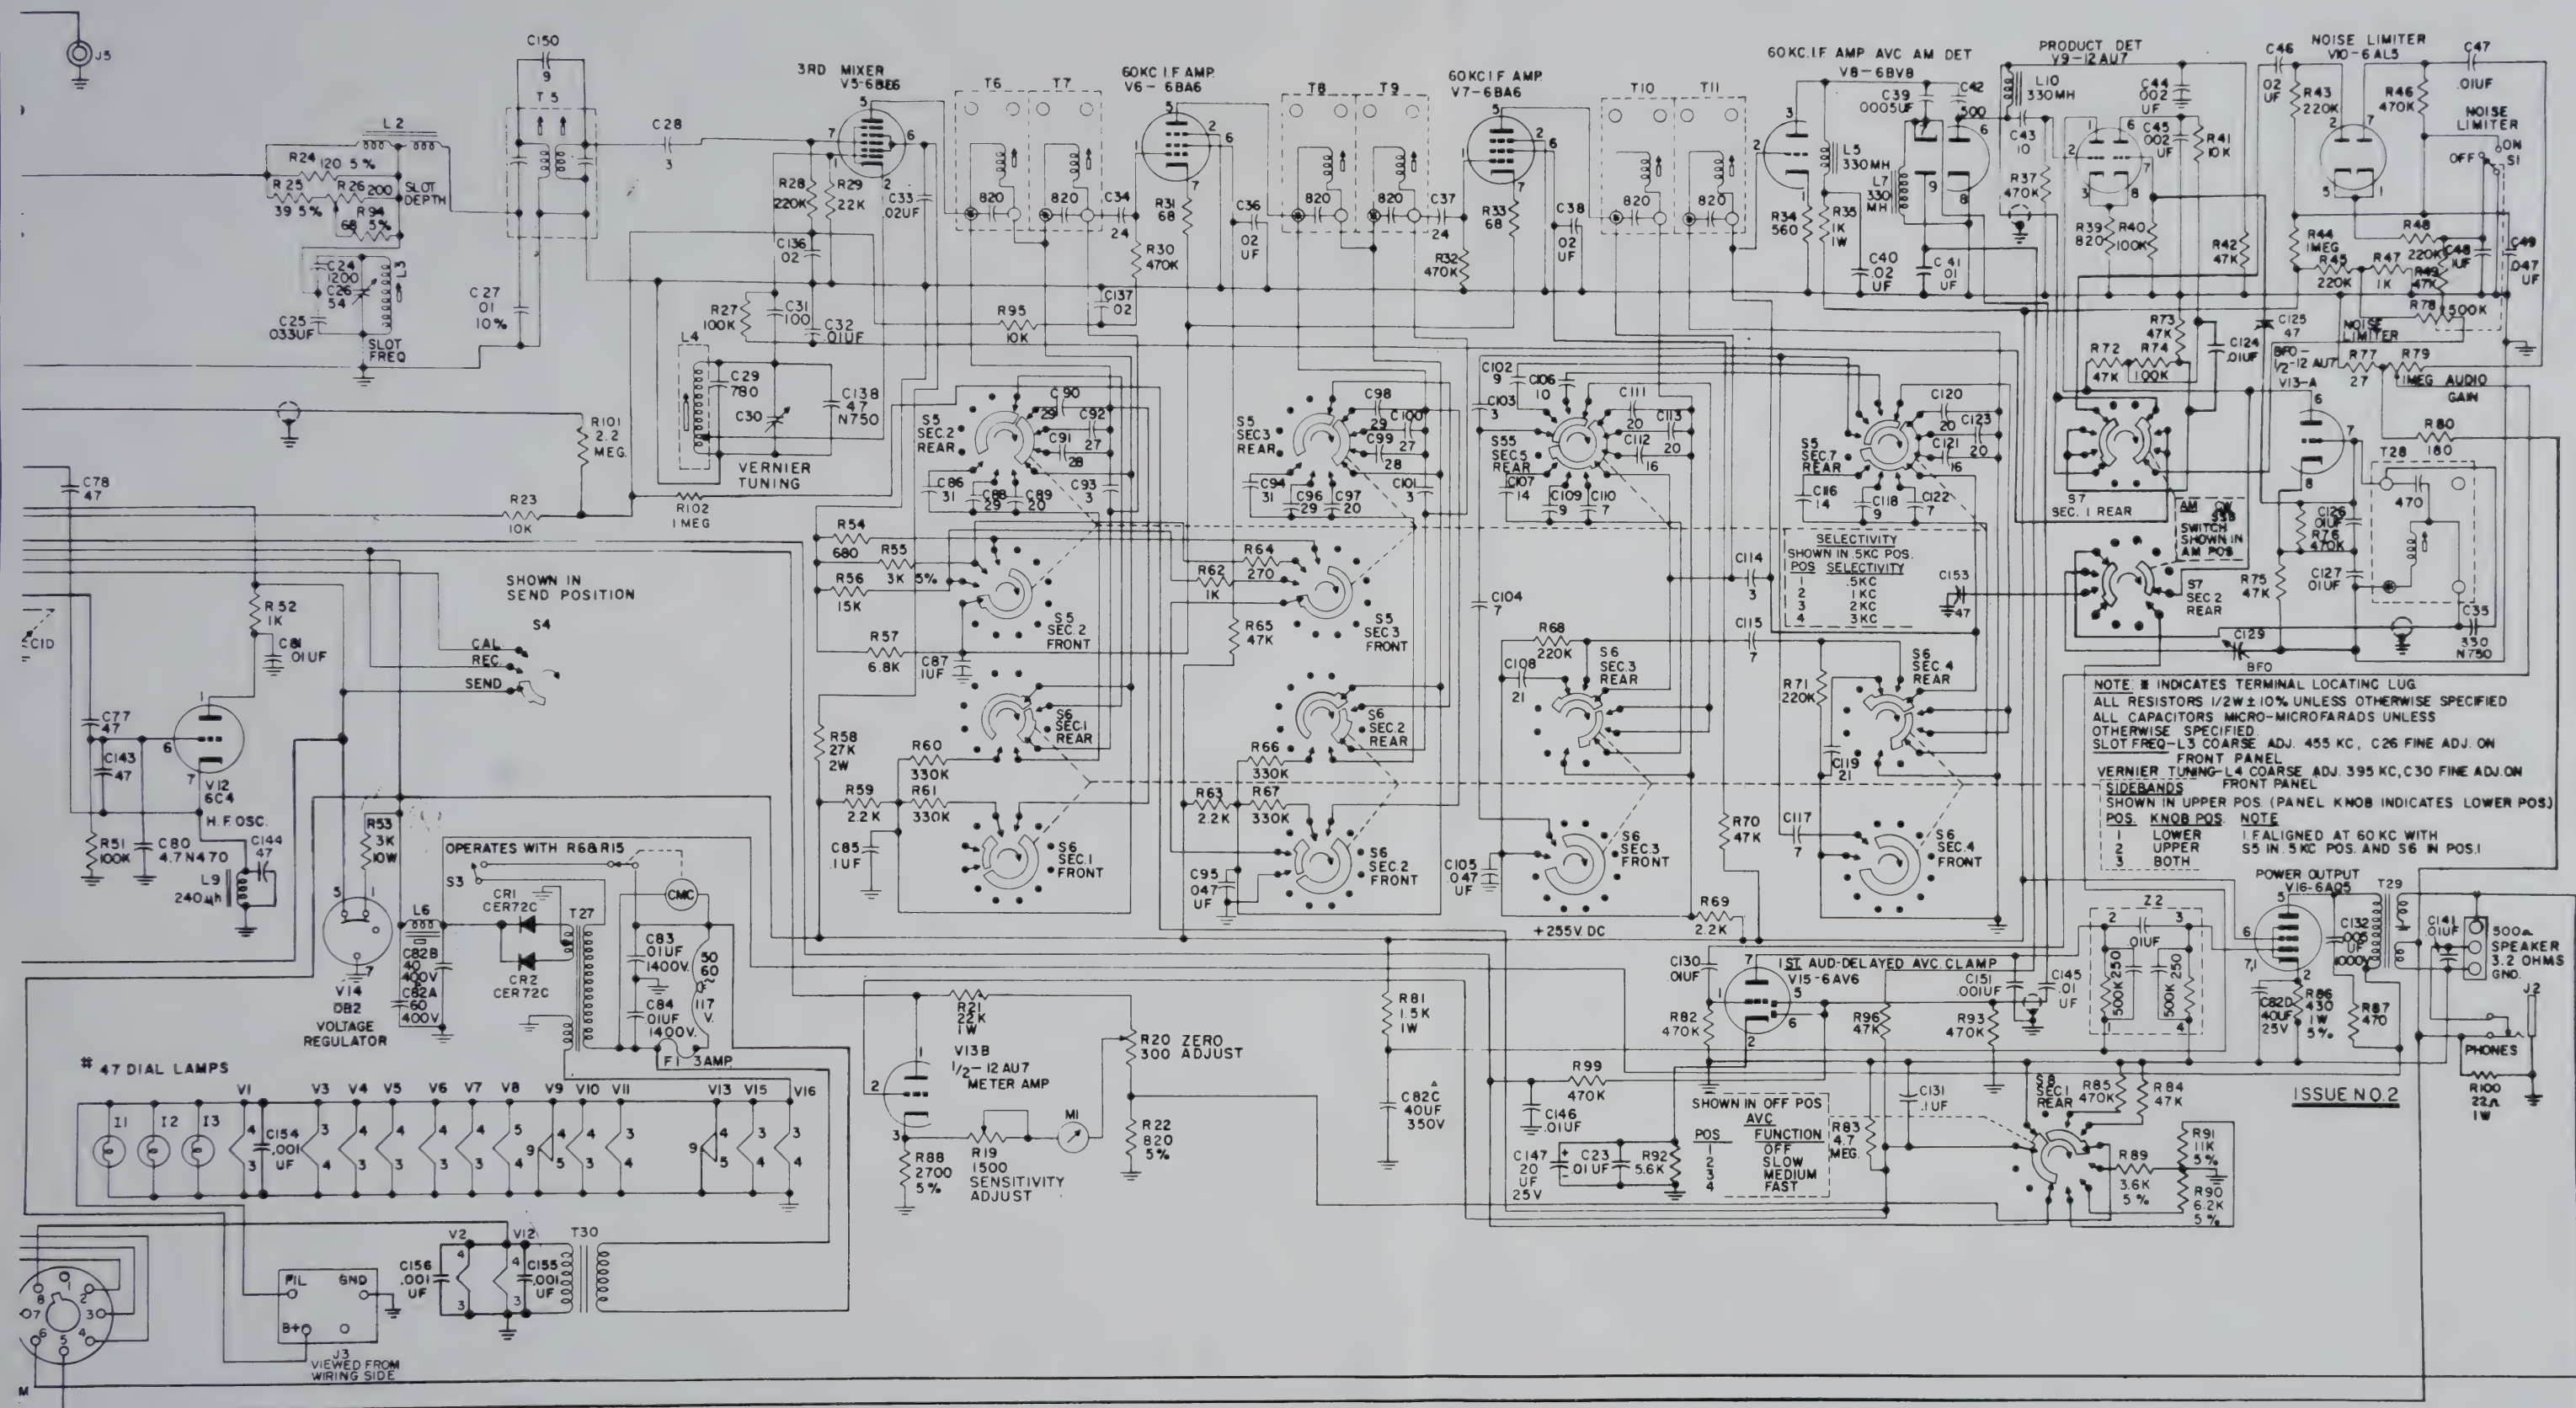 J5
C150
9
T5
L2
R24 120 5%
R25
39 5%
R26 200
R94
68 5%
SLOT
DEPTH
C24
1200
C26
54
L3
C25
.033UF
SLOT
FREQ
C27
.01
10%
C28
3
3RD MIXER
V5-6BE6
R28
220K
R29
22K
C33
.02UF
C136
.02
R27
100K
C31
100
C32
.01UF
R95
10K
L4
C29
780
C30
C138
47
N750
VERNIER
TUNING
R101
2.2
MEG.
R102
1 MEG
R23
10K
T6
T7
820
820
C34
24
60KC I.F AMP.
V6-6BA6
R31
68
R30
470K
C137
.02
C36
.02
UF
T8
T9
820
820
C37
24
60KC I.F AMP.
V7-6BA6
R33
68
R32
470K
C38
.02
UF
T10
T11
820
820
60KC.I.F AMP AVC AM DET
V8-6BV8
L5
330MH
L7
330
MH
C39
.0005UF
C42
500
R34
560
R35
1K
1W
C40
.02
UF
C41
.01
UF
PRODUCT DET
V9-12AU7
L10
330MH
C43
10
R37
470K
C44
.002
UF
C45
.002
UF
R41
10K
R39
820
R40
100K
R42
47K
R73
47K
R72
47K
R74
100K
C124
.01UF
C125
47
NOISE LIMITER
V10-6AL5
C46
.02
UF
R43
220K
R46
470K
C47
.01UF
NOISE
LIMITER
ON
OFF
S1
R44
1MEG
R45
220K
R47
1K
R48
220K
R49
47K
C48
.1UF
C49
.047
UF
R78
500K
NOISE
LIMITER
BFO-
1/2-12AU7
V13-A
R77
27
R79
1MEG AUDIO
GAIN
R80
180
T28
470
C126
.01UF
R76
470K
C127
.01UF
R75
47K
C129
BFO
C35
330
N750
S5
SEC.2
REAR
C90
29
C92
27
C91
28
C86
31
C88
29
C89
20
C93
3
S5
SEC3
REAR
C98
29
C100
27
C99
28
C94
31
C96
29
C97
20
C101
3
C102
9
C103
3
C106
10
S55
SEC.5
REAR
C111
20
C113
20
C112
16
C107
14
C109
9
C110
7
S5
SEC.7
REAR
C120
20
C123
20
C121
16
C116
14
C118
9
C122
7
S7
SEC. 1 REAR
AM CW
SSB
SWITCH
SHOWN IN
AM POS
S7
SEC 2
REAR
C153
47
SELECTIVITY
SHOWN IN .5KC POS.
POS SELECTIVITY
1 .5KC
2 1KC
3 2KC
4 3KC
R54
680
R55
3K 5%
R56
15K
R57
6.8K
C87
.1UF
S5
SEC.2
FRONT
R62
1K
R64
270
R65
47K
S5
SEC 3
FRONT
C104
7
C114
3
C115
7
R68
220K
C108
21
S6
SEC.3
REAR
R71
220K
C119
21
S6
SEC. 4
REAR
R58
27K
2W
R60
330K
R59
2.2K
R61
330K
C85
.1UF
S6
SEC.1
REAR
S6
SEC.1
FRONT
R66
330K
R63
2.2K
R67
330K
C95
.047
UF
S6
SEC.2
REAR
S6
SEC.2
FRONT
C105
.047
UF
S6
SEC.3
FRONT
R70
47K
C117
7
S6
SEC.4
FRONT
R69
2.2K
+255V DC
C78
47
R52
1K
C81
.01UF
SHOWN IN
SEND POSITION
S4
CAL
REC.
SEND
C1D
C77
47
C143
47
V12
6C4
H.F. OSC.
R51
100K
C80
4.7 N470
C144
47
L9
240μh
R53
3K
10W
OPERATES WITH R6&R15
S3
CR1
CER72C
CR2
CER72C
T27
CMC
C83
.01UF
1400V.
C84
.01UF
1400V.
50
60
117
V.
F1 3AMP.
L6
C82B
40
400V
C82A
60
400V
V14
OB2
VOLTAGE
REGULATOR
# 47 DIAL LAMPS
I1 I2 I3
V1 V3 V4 V5 V6 V7 V8 V9 V10 V11 V13 V15 V16
C154
.001
UF
V2 V12 T30
C156
.001
UF
C155
.001
UF
FIL GND
B+
J3
VIEWED FROM
WIRING SIDE
M
R21
22K
1W
V13B
1/2-12AU7
METER AMP
R20 ZERO
300 ADJUST
R88
2700
5%
R19
1500
SENSITIVITY
ADJUST
M1
R22
820
5%
R81
1.5K
1W
C82C
40UF
350V
R99
470K
C146
.01UF
C147
20
UF
25V
C23
.01UF
R92
5.6K
C130
.01UF
1ST AUD-DELAYED AVC. CLAMP
V15-6AV6
R82
470K
C151
.001UF
C145
.01
UF
R96
47K
R93
470K
SHOWN IN OFF POS
AVC
POS FUNCTION
1 OFF
2 SLOW
3 MEDIUM
4 FAST
R83
4.7
MEG.
C131
.1UF
S8
SEC.1
REAR
R85
470K
R84
47K
R89
3.6K
5%
R91
11K
5%
R90
6.2K
5%
NOTE: # INDICATES TERMINAL LOCATING LUG
ALL RESISTORS 1/2W ± 10% UNLESS OTHERWISE SPECIFIED
ALL CAPACITORS MICRO-MICROFARADS UNLESS
OTHERWISE SPECIFIED.
SLOT FREQ-L3 COARSE ADJ. 455 KC, C26 FINE ADJ. ON
FRONT PANEL
VERNIER TUNING-L4 COARSE ADJ. 395 KC, C30 FINE ADJ. ON
FRONT PANEL
SIDEBANDS
SHOWN IN UPPER POS. (PANEL KNOB INDICATES LOWER POS.)
POS. KNOB POS. NOTE
1 LOWER I.F ALIGNED AT 60 KC WITH
2 UPPER S5 IN .5KC POS. AND S6 IN POS.1
3 BOTH
POWER OUTPUT
V16-6AQ5
Z2
.01UF
500K 250
500K 250
C82D
40UF
25V
R86
430
1W
5%
R87
470
C132
.005
UF
1000V
T29
C141
.01UF
500Ω
SPEAKER
3.2 OHMS
GND.
J2
PHONES
R100
22Ω
1W
ISSUE NO.2